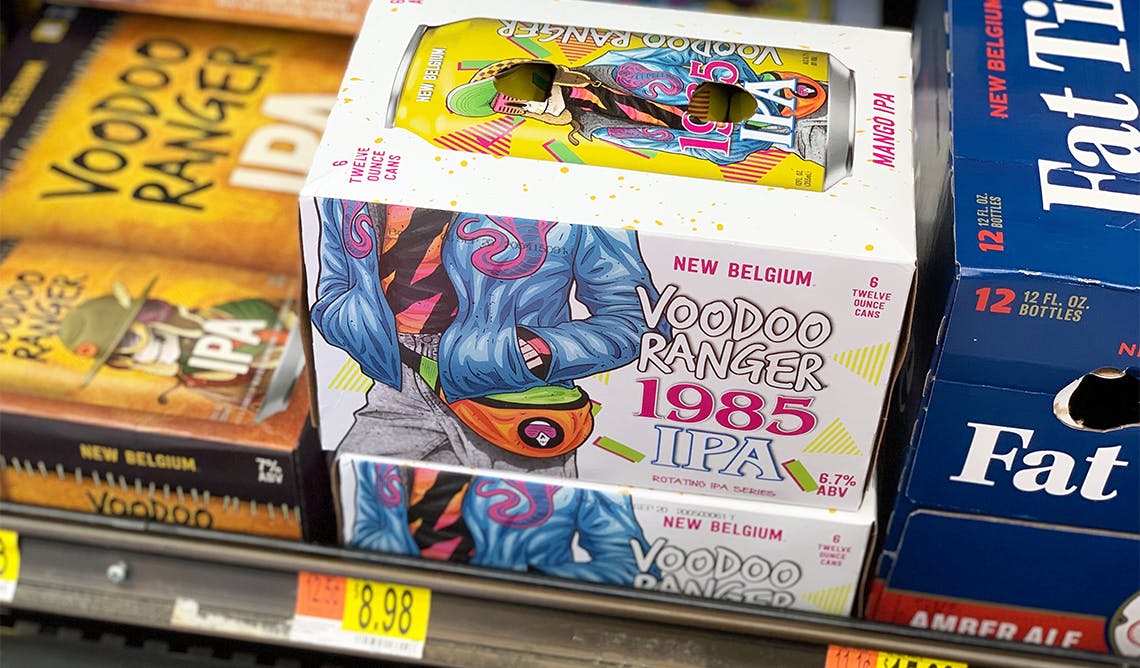 VOODOO
RANGER
IPA
VOODOO
RANGER
IPA
NEW BELGIUM
7%
ABV
VOODOO
6
TWELVE
OUNCE
CANS
NEW BELGIUM
VOODOO RANGER
1985
IPA
MANGO IPA
NEW BELGIUM
6
TWELVE
OUNCE
CANS
VOODOO
RANGER
1985
IPA
ROTATING IPA SERIES
6.7%
ABV
NEW BELGIUM
6
TWELVE
OUNCE
CANS
VOODOO
RANGER
NEW BELGIUM
Fat Ti
12 12 FL. OZ.
BOTTLES
12 12 FL. OZ.
BOTTLES
Fat
AMBER ALE
8.98